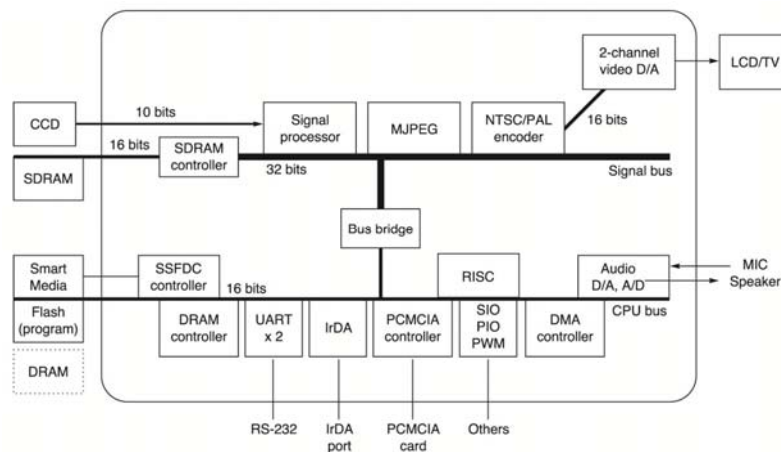 2-channel
video D/A
LCD/TV
CCD
10 bits
Signal
processor
MJPEG
NTSC/PAL
encoder
16 bits
16 bits
SDRAM
controller
32 bits
Signal bus
SDRAM
Bus bridge
Smart
Media
SSFDC
controller
16 bits
RISC
Audio
D/A, A/D
MIC
Speaker
CPU bus
Flash
(program)
DRAM
controller
UART
x 2
IrDA
PCMCIA
controller
SIO
PIO
PWM
DMA
controller
DRAM
RS-232
IrDA
port
PCMCIA
card
Others